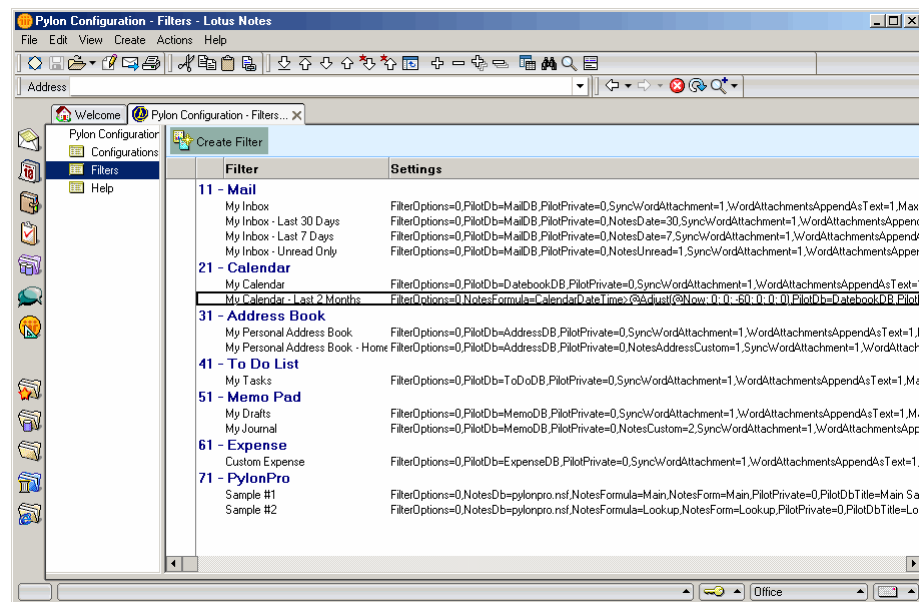 Pylon Configuration - Filters - Lotus Notes
File Edit View Create Actions Help
Address
Welcome Pylon Configuration - Filters...
Pylon Configuration
Configurations
Filters
Help
Create Filter
Filter Settings
11 - Mail
My Inbox FilterOptions=0,PilotDb=MailDB,PilotPrivate=0,SyncWordAttachment=1,WordAttachmentsAppendAsText=1,Max
My Inbox - Last 30 Days FilterOptions=0,PilotDb=MailDB,PilotPrivate=0,NotesDate=30,SyncWordAttachment=1,WordAttachmentsAppend
My Inbox - Last 7 Days FilterOptions=0,PilotDb=MailDB,PilotPrivate=0,NotesDate=7,SyncWordAttachment=1,WordAttachmentsAppendA
My Inbox - Unread Only FilterOptions=0,PilotDb=MailDB,PilotPrivate=0,NotesUnread=1,SyncWordAttachment=1,WordAttachmentsAppen
21 - Calendar
My Calendar FilterOptions=0,PilotDb=DatebookDB,PilotPrivate=0,SyncWordAttachment=1,WordAttachmentsAppendAsText=1
My Calendar - Last 2 Months FilterOptions=0,NotesFormula=CalendarDateTime>@Adjust(@Now; 0; 0; -60; 0; 0; 0),PilotDb=DatebookDB,Pilot
31 - Address Book
My Personal Address Book FilterOptions=0,PilotDb=AddressDB,PilotPrivate=0,SyncWordAttachment=1,WordAttachmentsAppendAsText=1,
My Personal Address Book - Home FilterOptions=0,PilotDb=AddressDB,PilotPrivate=0,NotesAddressCustom=1,SyncWordAttachment=1,WordAttach
41 - To Do List
My Tasks FilterOptions=0,PilotDb=ToDoDB,PilotPrivate=0,SyncWordAttachment=1,WordAttachmentsAppendAsText=1,Ma
51 - Memo Pad
My Drafts FilterOptions=0,PilotDb=MemoDB,PilotPrivate=0,SyncWordAttachment=1,WordAttachmentsAppendAsText=1,M
My Journal FilterOptions=0,PilotDb=MemoDB,PilotPrivate=0,NotesCustom=2,SyncWordAttachment=1,WordAttachmentsApp
61 - Expense
Custom Expense FilterOptions=0,PilotDb=ExpenseDB,PilotPrivate=0,SyncWordAttachment=1,WordAttachmentsAppendAsText=1,
71 - PylonPro
Sample #1 FilterOptions=0,NotesDb=pylonpro.nsf,NotesFormula=Main,NotesForm=Main,PilotPrivate=0,PilotDbTitle=Main Sa
Sample #2 FilterOptions=0,NotesDb=pylonpro.nsf,NotesFormula=Lookup,NotesForm=Lookup,PilotPrivate=0,PilotDbTitle=Lo
Office